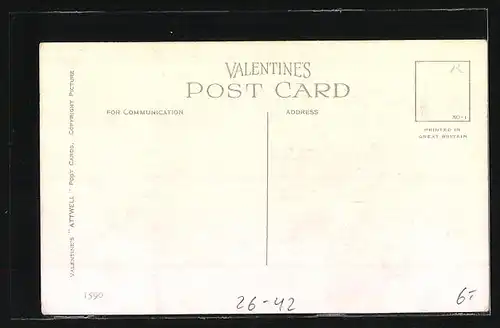 VALENTINE'S
POST CARD
FOR COMMUNICATION
ADDRESS
PRINTED IN
GREAT BRITAIN
VALENTINE'S "ATTWELL" POST CARDS. COPYRIGHT PICTURE
1590
26-42
6-